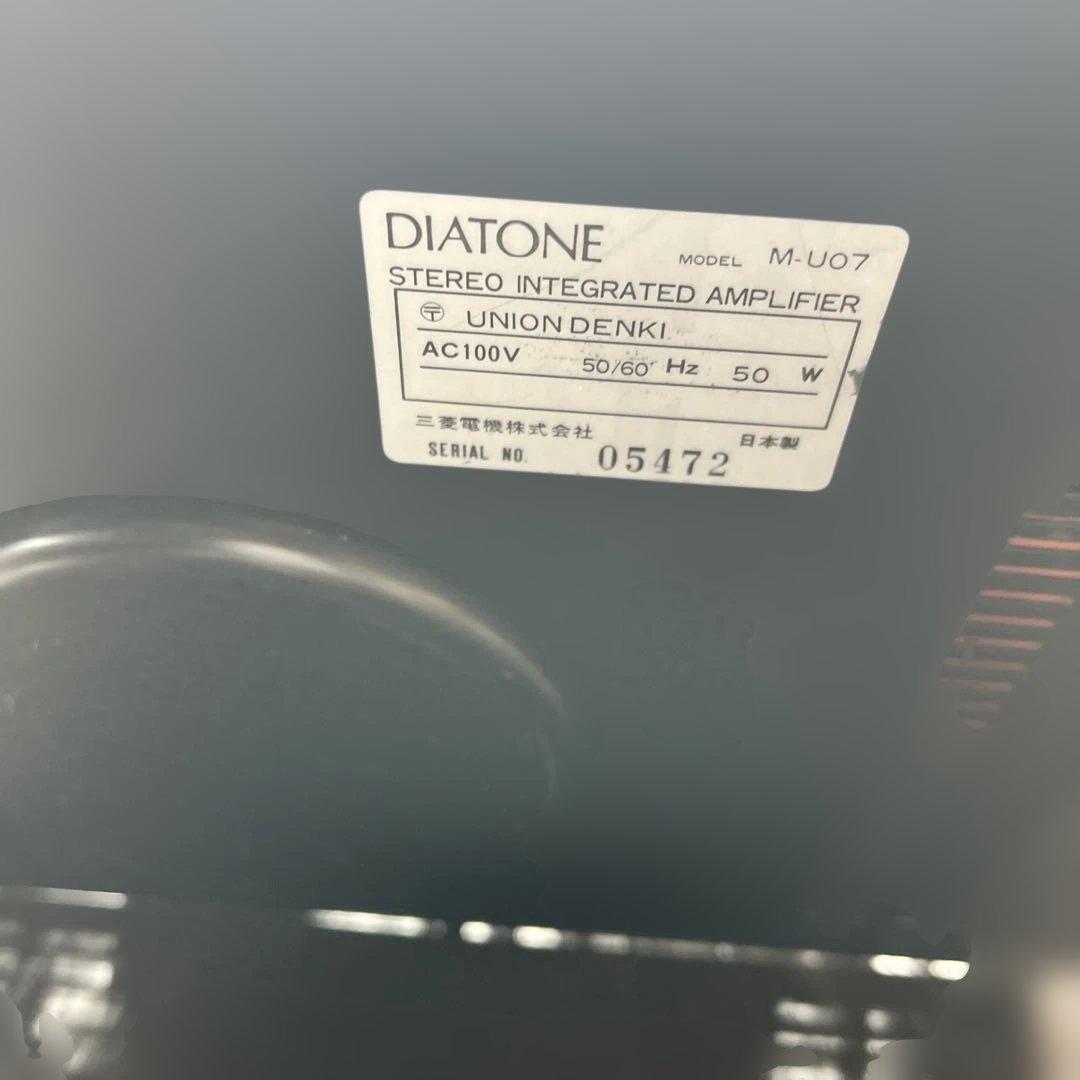 DIATONE MODEL M-U07
STEREO INTEGRATED AMPLIFIER
〒 UNION DENKI
AC100V 50/60 Hz 50 W
三菱電機株式会社 日本製
SERIAL NO. 05472